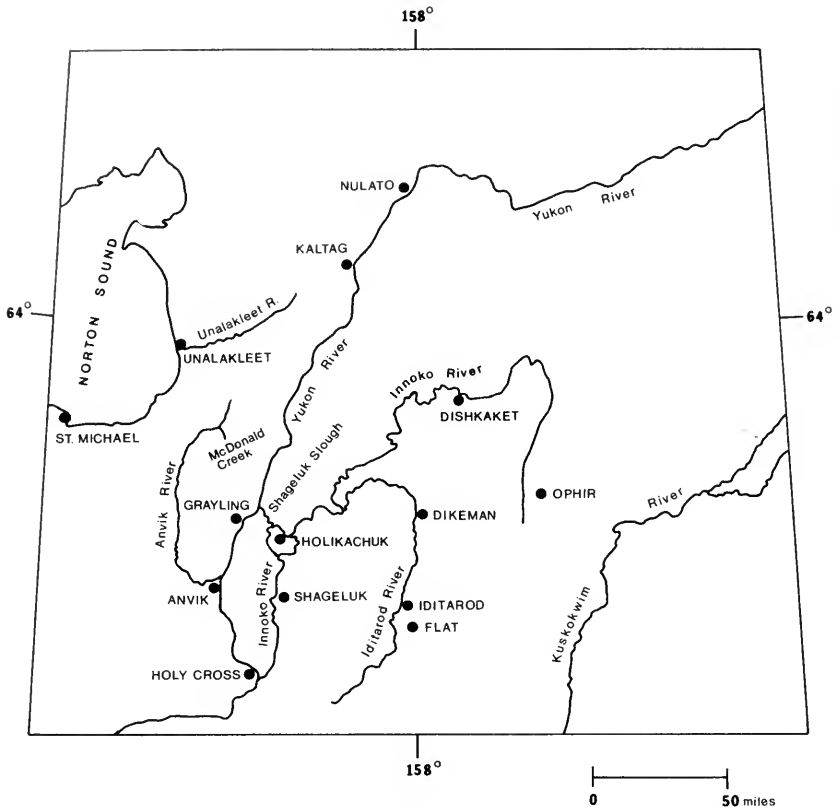 158°
NULATO
Yukon River
KALTAG
NORTON SOUND
64°
64°
Unalakleet R.
UNALAKLEET
Yukon River
Innoko River
DISHKAKET
ST. MICHAEL
McDonald
Creek
Shageluk Slough
Anvik River
GRAYLING
OPHIR
River
DIKEMAN
HOLIKACHUK
ANVIK
Innoko River
SHAGELUK
Iditarod River
IDITAROD
FLAT
Kuskokwim
HOLY CROSS
158°
0 50 miles